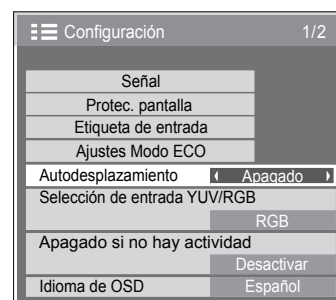 Configuración 1/2
Señal
Protec. pantalla
Etiqueta de entrada
Ajustes Modo ECO
Autodesplazamiento Apagado
Selección de entrada YUV/RGB
RGB
Apagado si no hay actividad
Desactivar
Idioma de OSD Español